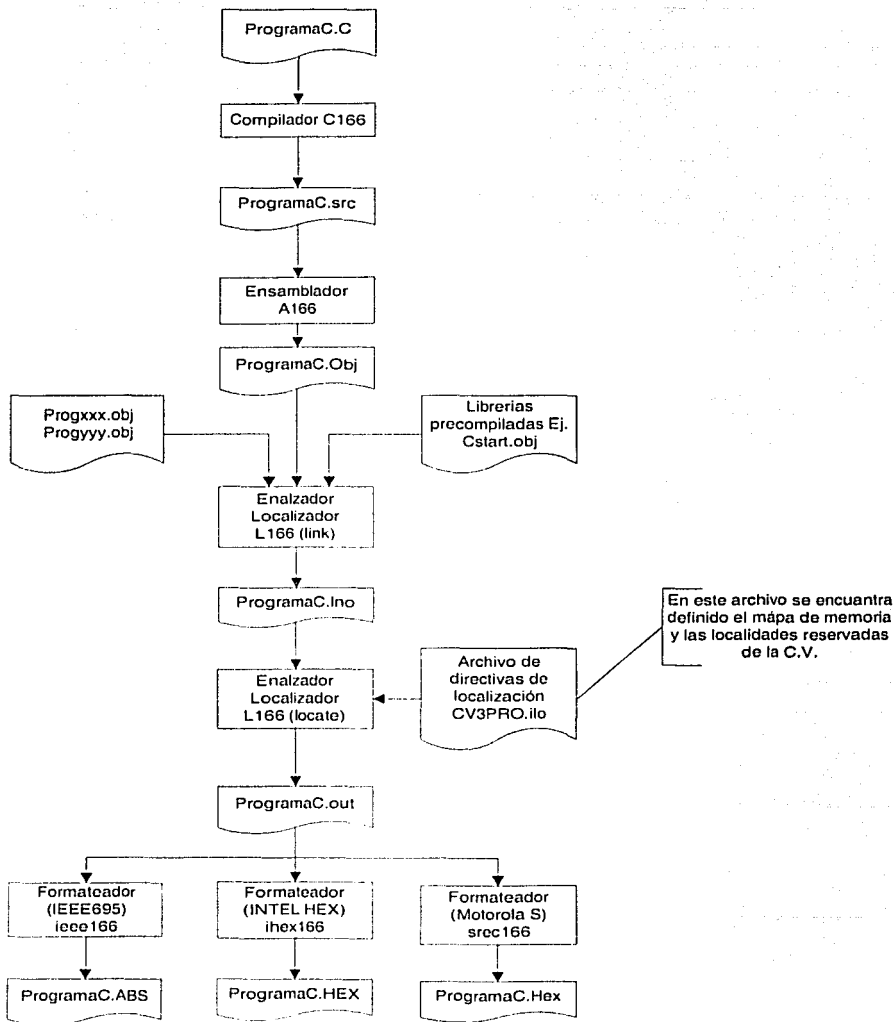 ProgramaC.C
Compilador C166
ProgramaC.src
Ensamblador
A166
ProgramaC.Obj
Progxxx.obj
Progyyy.obj
Librerias
precompiladas Ej.
Cstart.obj
Enalzador
Localizador
L166 (link)
ProgramaC.lno
En este archivo se encuantra
definido el mápa de memoria
y las localidades reservadas
de la C.V.
Enalzador
Localizador
L166 (locate)
Archivo de
directivas de
localización
CV3PRO.ilo
ProgramaC.out
Formateador
(IEEE695)
ieee166
Formateador
(INTEL HEX)
ihex166
Formateador
(Motorola S)
srec166
ProgramaC.ABS
ProgramaC.HEX
ProgramaC.Hex